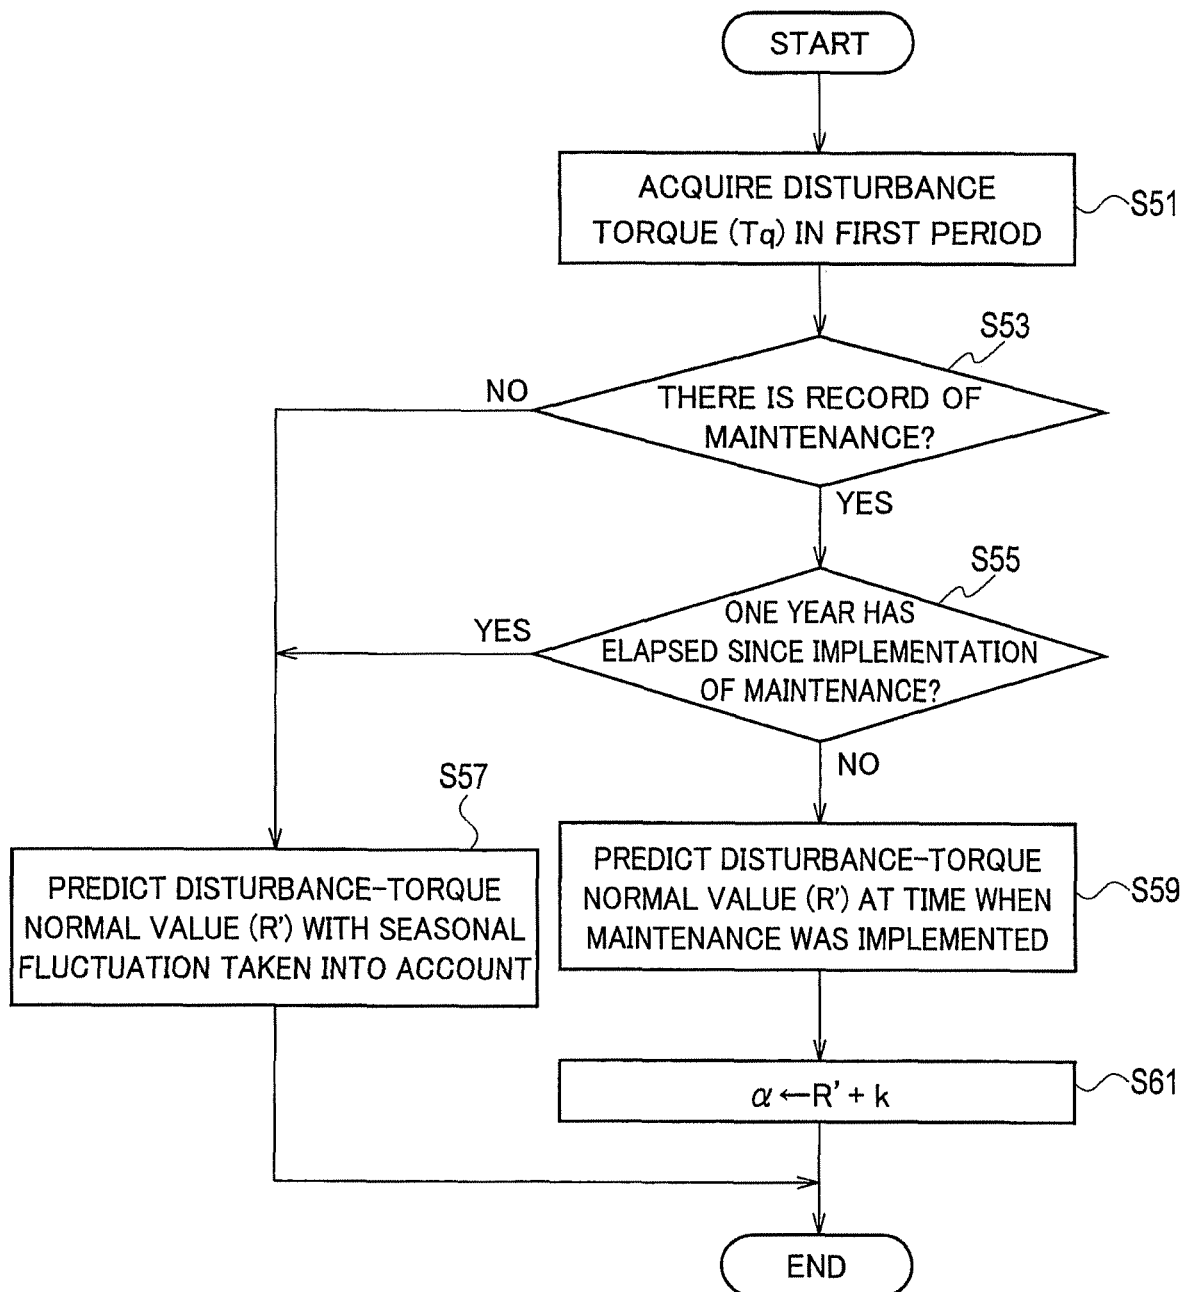 START
ACQUIRE DISTURBANCE
TORQUE (Tq) IN FIRST PERIOD
S51
S53
THERE IS RECORD OF
MAINTENANCE?
NO
YES
S55
ONE YEAR HAS
ELAPSED SINCE IMPLEMENTATION
OF MAINTENANCE?
YES
NO
S57
PREDICT DISTURBANCE-TORQUE
NORMAL VALUE (R') WITH SEASONAL
FLUCTUATION TAKEN INTO ACCOUNT
PREDICT DISTURBANCE-TORQUE
NORMAL VALUE (R') AT TIME WHEN
MAINTENANCE WAS IMPLEMENTED
S59
α←R' + k
S61
END